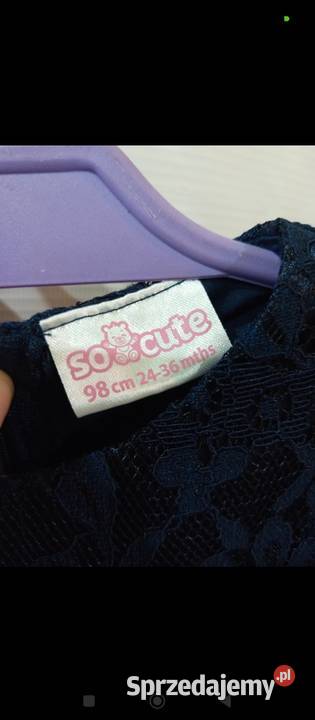 so cute
98 cm 24-36 mths
Sprzedajemy.pl